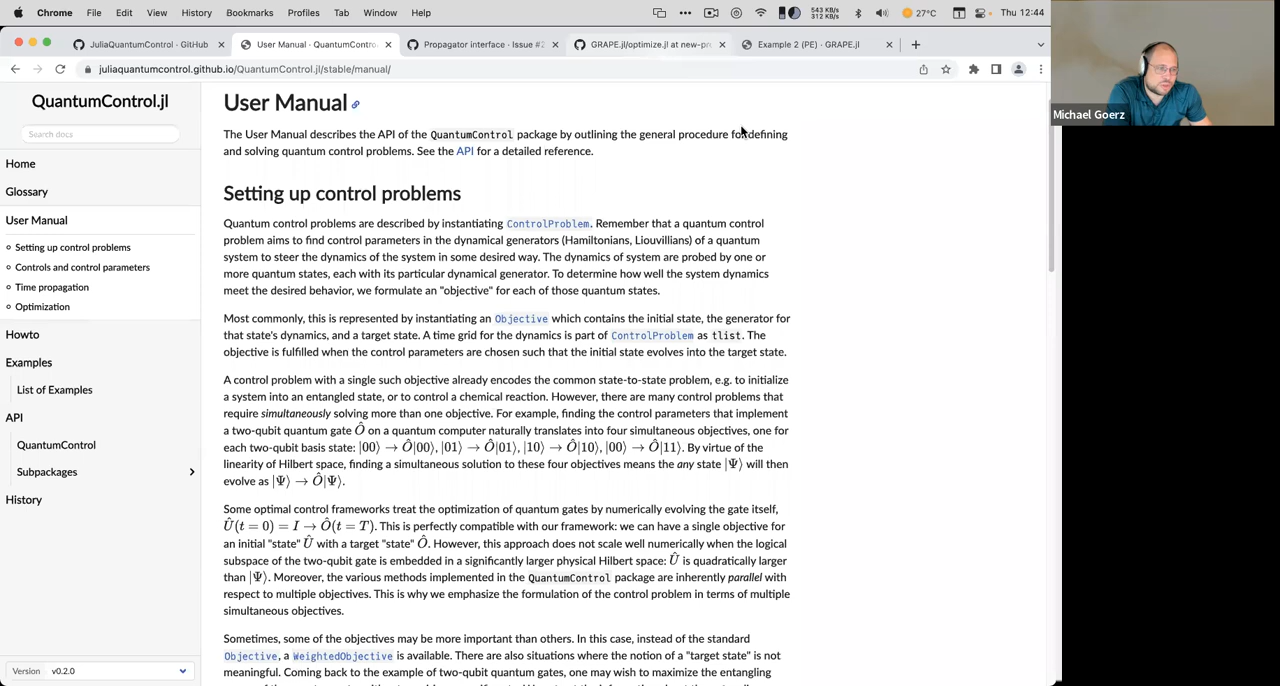 Chrome File Edit View History Bookmarks Profiles Tab Window Help
543 KB/s
312 KB/s
27°C Thu 12:44
JuliaQuantumControl · GitHub
User Manual · QuantumContro
Propagator interface · Issue #2
GRAPE.jl/optimize.jl at new-pro
Example 2 (PE) · GRAPE.jl
juliaquantumcontrol.github.io/QuantumControl.jl/stable/manual/
Michael Goerz
QuantumControl.jl
Search docs
Home
Glossary
User Manual
Setting up control problems
Controls and control parameters
Time propagation
Optimization
Howto
Examples
List of Examples
API
QuantumControl
Subpackages
History
Version v0.2.0
User Manual
The User Manual describes the API of the QuantumControl package by outlining the general procedure for defining
and solving quantum control problems. See the API for a detailed reference.
Setting up control problems
Quantum control problems are described by instantiating ControlProblem. Remember that a quantum control
problem aims to find control parameters in the dynamical generators (Hamiltonians, Liouvillians) of a quantum
system to steer the dynamics of the system in some desired way. The dynamics of system are probed by one or
more quantum states, each with its particular dynamical generator. To determine how well the system dynamics
meet the desired behavior, we formulate an "objective" for each of those quantum states.
Most commonly, this is represented by instantiating an Objective which contains the initial state, the generator for
that state's dynamics, and a target state. A time grid for the dynamics is part of ControlProblem as tlist. The
objective is fulfilled when the control parameters are chosen such that the initial state evolves into the target state.
A control problem with a single such objective already encodes the common state-to-state problem, e.g. to initialize
a system into an entangled state, or to control a chemical reaction. However, there are many control problems that
require simultaneously solving more than one objective. For example, finding the control parameters that implement
a two-qubit quantum gate Ô on a quantum computer naturally translates into four simultaneous objectives, one for
each two-qubit basis state: |00⟩ → Ô|00⟩, |01⟩ → Ô|01⟩, |10⟩ → Ô|10⟩, |00⟩ → Ô|11⟩. By virtue of the
linearity of Hilbert space, finding a simultaneous solution to these four objectives means the any state |Ψ⟩ will then
evolve as |Ψ⟩ → Ô|Ψ⟩.
Some optimal control frameworks treat the optimization of quantum gates by numerically evolving the gate itself,
Û(t = 0) = I → Ô(t = T). This is perfectly compatible with our framework: we can have a single objective for
an initial "state" Û with a target "state" Ô. However, this approach does not scale well numerically when the logical
subspace of the two-qubit gate is embedded in a significantly larger physical Hilbert space: Û is quadratically larger
than |Ψ⟩. Moreover, the various methods implemented in the QuantumControl package are inherently parallel with
respect to multiple objectives. This is why we emphasize the formulation of the control problem in terms of multiple
simultaneous objectives.
Sometimes, some of the objectives may be more important than others. In this case, instead of the standard
Objective, a WeightedObjective is available. There are also situations where the notion of a "target state" is not
meaningful. Coming back to the example of two-qubit quantum gates, one may wish to maximize the entangling